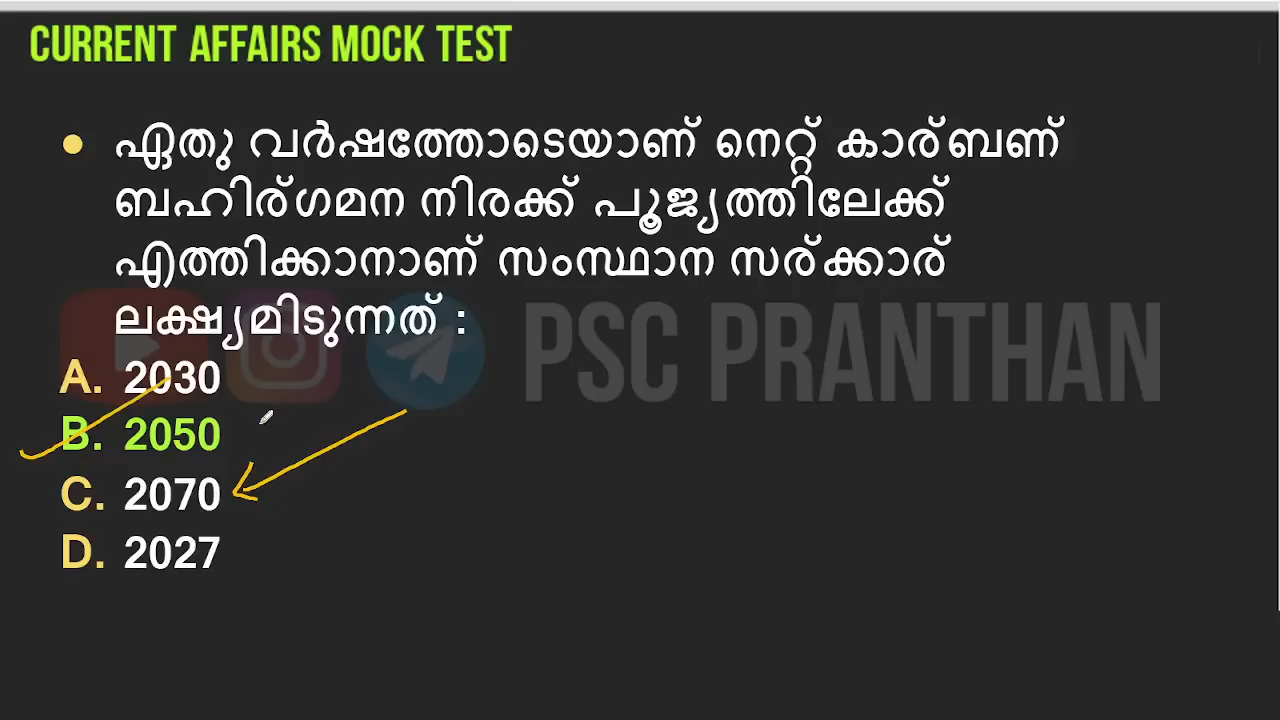 CURRENT AFFAIRS MOCK TEST
• ഏതു വർഷത്തോടെയാണ് നെറ്റ് കാര്ബണ്
ബഹിര്ഗമന നിരക്ക് പൂജ്യത്തിലേക്ക്
എത്തിക്കാനാണ് സംസ്ഥാന സര്ക്കാര്
ലക്ഷ്യമിടുന്നത് :
PSC PRANTHAN
A. 2030
B. 2050
C. 2070
D. 2027